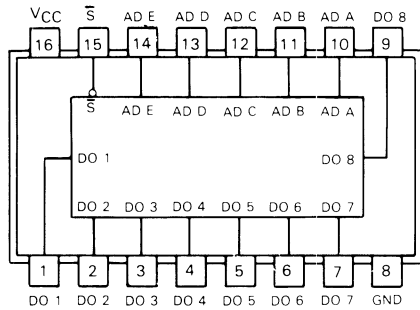 VCC S̅ AD E AD D AD C AD B AD A DO 8
16 15 14 13 12 11 10 9
S̅ AD E AD D AD C AD B AD A
DO 1 DO 8
DO 2 DO 3 DO 4 DO 5 DO 6 DO 7
1 2 3 4 5 6 7 8
DO 1 DO 2 DO 3 DO 4 DO 5 DO 6 DO 7 GND